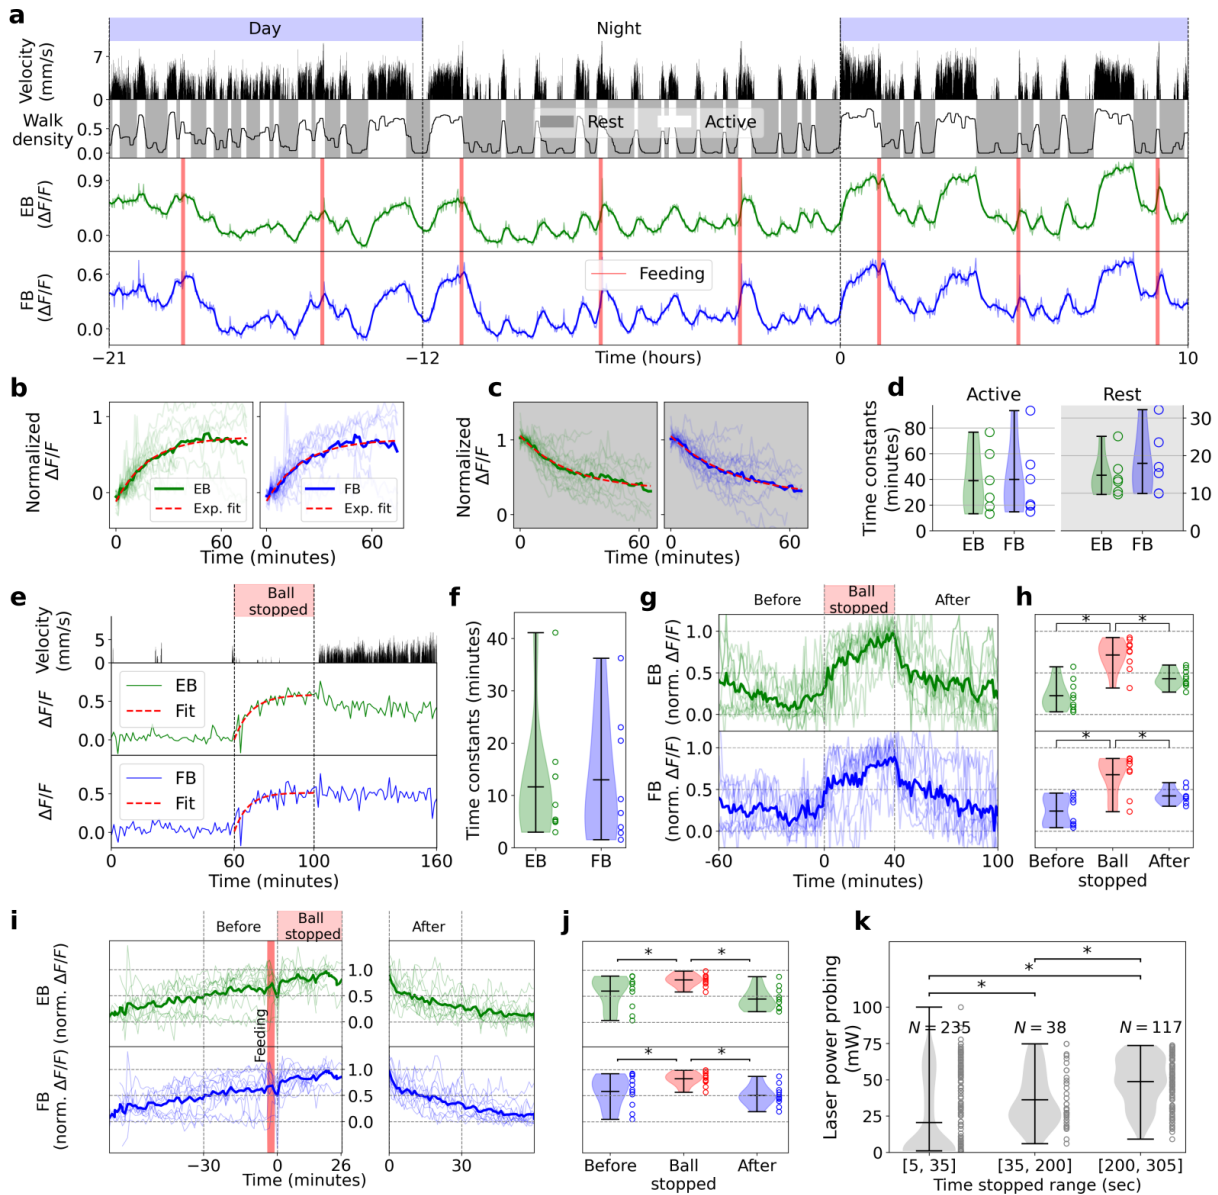 a
Day
Night
Velocity
(mm/s)
7
0
Walk
density
0.5
0.0
Rest
Active
EB
(ΔF/F)
0.9
0.0
FB
(ΔF/F)
0.6
0.0
Feeding
−21
−12
Time (hours)
0
10
b
Normalized
ΔF/F
1
0
EB
Exp. fit
FB
Exp. fit
0
60
0
60
Time (minutes)
c
Normalized
ΔF/F
1
0
0
60
0
60
Time (minutes)
d
Active
Rest
Time constants
(minutes)
80
60
40
20
0
30
20
10
0
EB
FB
EB
FB
e
Ball
stopped
Velocity
(mm/s)
5
0
ΔF/F
0.5
0.0
EB
Fit
ΔF/F
0.5
0.0
FB
Fit
0
60
100
160
Time (minutes)
f
Time constants (minutes)
40
30
20
10
0
EB
FB
g
Before
Ball
stopped
After
EB
(norm. ΔF/F)
1.0
0.5
0.0
FB
(norm. ΔF/F)
1.0
0.5
0.0
-60
0
40
100
Time (minutes)
h
*
*
*
*
Before
Ball
stopped
After
i
Before
Ball
stopped
After
EB
(norm. ΔF/F)
1.0
0.5
0.0
Feeding
FB
(norm. ΔF/F)
1.0
0.5
0.0
−30
0
26
0
30
Time (minutes)
j
*
*
*
*
Before
Ball
stopped
After
k
Laser power probing
(mW)
100
75
50
25
0
*
*
*
N = 235
N = 38
N = 117
[5, 35]
[35, 200]
[200, 305]
Time stopped range (sec)